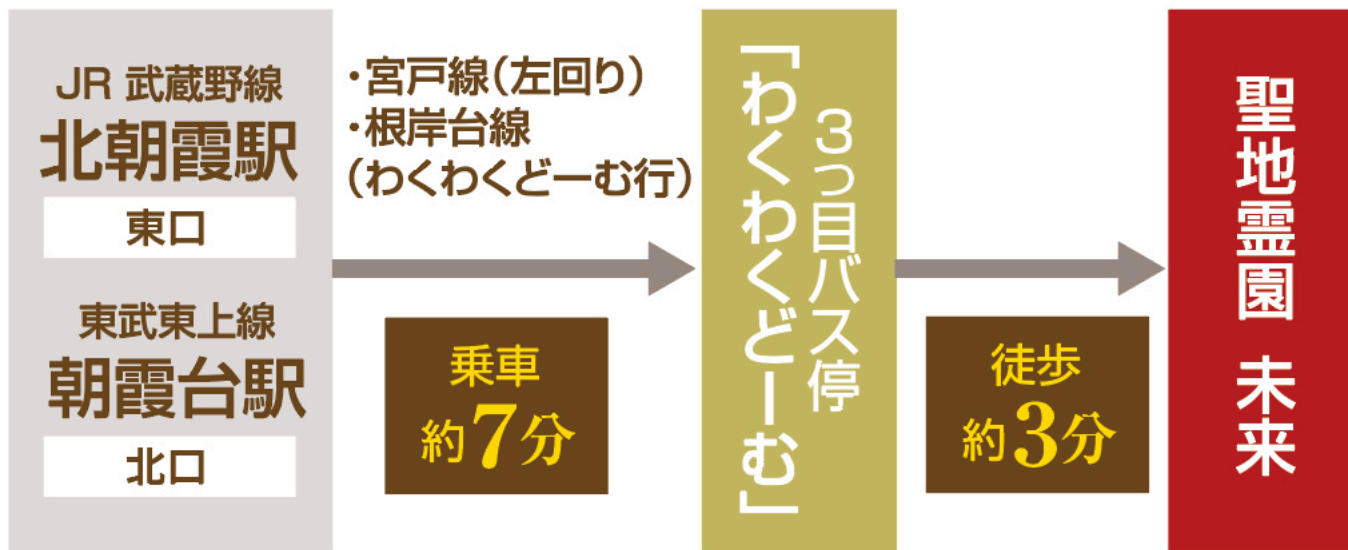 JR 武蔵野線
北朝霞駅
東口
東武東上線
朝霞台駅
北口
・宮戸線（左回り）
・根岸台線
（わくわくどーむ行）
乗車
約7分
3つ目バス停
「わくわくどーむ」
徒歩
約3分
聖地霊園 未来